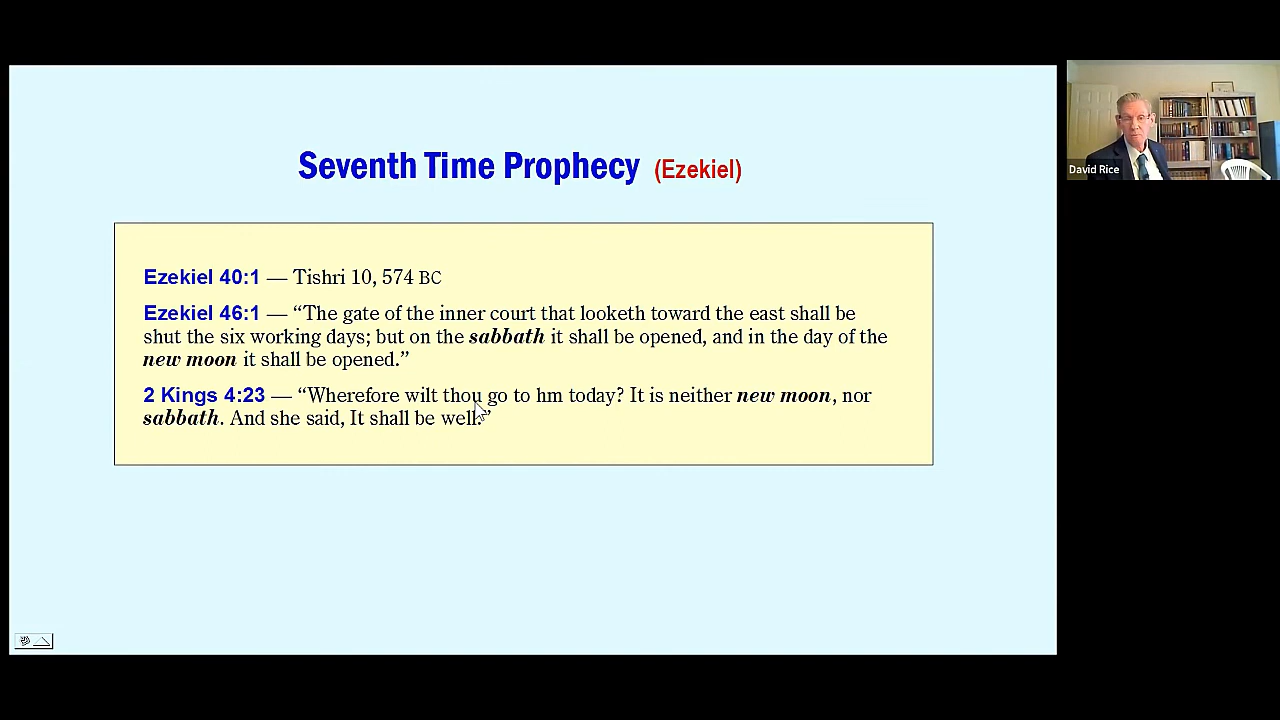 Seventh Time Prophecy (Ezekiel)
Ezekiel 40:1 — Tishri 10, 574 BC
Ezekiel 46:1 — “The gate of the inner court that looketh toward the east shall be
shut the six working days; but on the sabbath it shall be opened, and in the day of the
new moon it shall be opened.”
2 Kings 4:23 — “Wherefore wilt thou go to hm today? It is neither new moon, nor
sabbath. And she said, It shall be well.”
David Rice